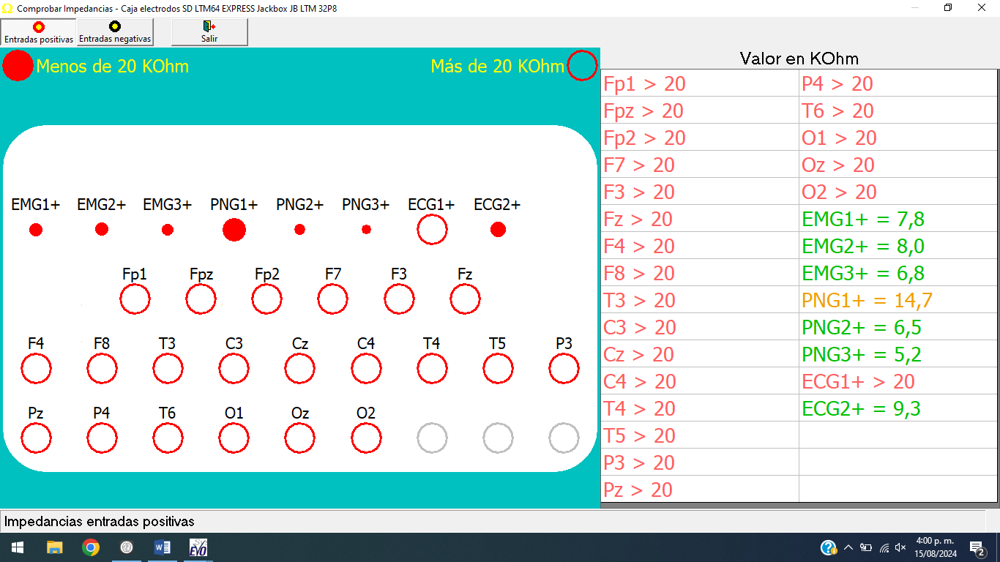 Comprobar Impedancias - Caja electrodos SD LTM64 EXPRESS Jackbox JB LTM 32P8
Entradas positivas Entradas negativas Salir
Menos de 20 KOhm Más de 20 KOhm
EMG1+ EMG2+ EMG3+ PNG1+ PNG2+ PNG3+ ECG1+ ECG2+
Fp1 Fpz Fp2 F7 F3 Fz
F4 F8 T3 C3 Cz C4 T4 T5 P3
Pz P4 T6 O1 Oz O2
Valor en KOhm
Fp1 > 20 P4 > 20
Fpz > 20 T6 > 20
Fp2 > 20 O1 > 20
F7 > 20 Oz > 20
F3 > 20 O2 > 20
Fz > 20 EMG1+ = 7,8
F4 > 20 EMG2+ = 8,0
F8 > 20 EMG3+ = 6,8
T3 > 20 PNG1+ = 14,7
C3 > 20 PNG2+ = 6,5
Cz > 20 PNG3+ = 5,2
C4 > 20 ECG1+ > 20
T4 > 20 ECG2+ = 9,3
T5 > 20
P3 > 20
Pz > 20
Impedancias entradas positivas
EVO
4:00 p. m.
15/08/2024
2